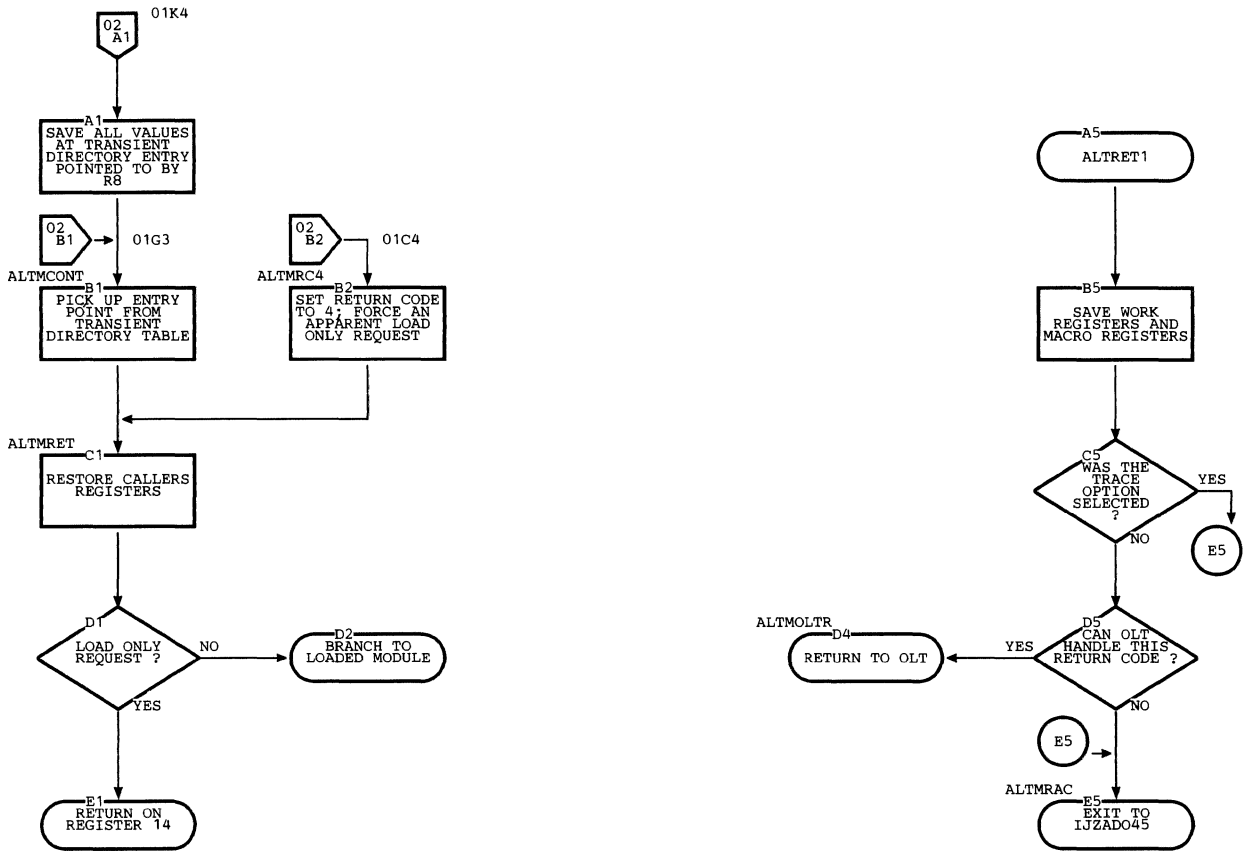 01K4
02
A1
A1
SAVE ALL VALUES
AT TRANSIENT
DIRECTORY ENTRY
POINTED TO BY
R8
02
B1
01G3
ALTMCONT
B1
PICK UP ENTRY
POINT FROM
TRANSIENT
DIRECTORY TABLE
02
B2
01C4
ALTMRC4
B2
SET RETURN CODE
TO 4; FORCE AN
APPARENT LOAD
ONLY REQUEST
ALTMRET
C1
RESTORE CALLERS
REGISTERS
D1
LOAD ONLY
REQUEST ?
NO
YES
D2
BRANCH TO
LOADED MODULE
E1
RETURN ON
REGISTER 14
A5
ALTRET1
B5
SAVE WORK
REGISTERS AND
MACRO REGISTERS
C5
WAS THE
TRACE
OPTION
SELECTED
?
YES
NO
E5
D5
CAN OLT
HANDLE THIS
RETURN CODE ?
YES
NO
ALTMOLTR
D4
RETURN TO OLT
E5
ALTMRAC
E5
EXIT TO
IJZADO45